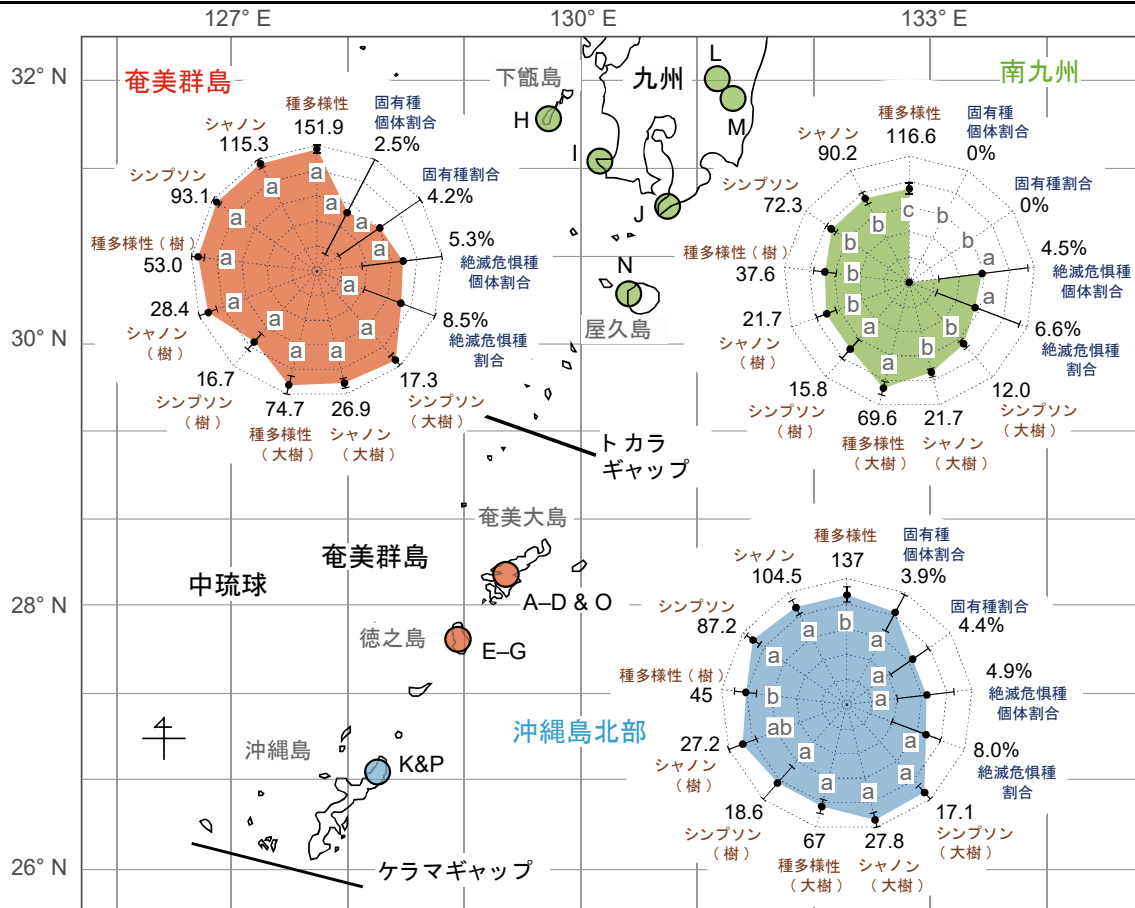 127° E
130° E
133° E
32° N
30° N
28° N
26° N
奄美群島
種多様性
151.9
固有種
個体割合
2.5%
固有種割合
4.2%
5.3%
絶滅危惧種
個体割合
8.5%
絶滅危惧種
割合
17.3
シンプソン
（大樹）
26.9
シャノン
（大樹）
74.7
種多様性
（大樹）
16.7
シンプソン
（樹）
28.4
シャノン
（樹）
種多様性（樹）
53.0
シンプソン
93.1
シャノン
115.3
a
a
a
a
a
a
a
a
a
a
a
a
a
下甑島
九州
H
I
J
L
M
N
屋久島
南九州
種多様性
116.6
固有種
個体割合
0%
固有種割合
0%
4.5%
絶滅危惧種
個体割合
6.6%
絶滅危惧種
割合
12.0
シンプソン
（大樹）
21.7
シャノン
（大樹）
69.6
種多様性
（大樹）
15.8
シンプソン
（樹）
21.7
シャノン
（樹）
種多様性（樹）
37.6
シンプソン
72.3
シャノン
90.2
c
b
b
a
b
b
a
a
b
b
b
b
トカラ
ギャップ
奄美大島
奄美群島
中琉球
A–D & O
徳之島
E–G
沖縄島
K&P
ケラマギャップ
沖縄島北部
種多様性
137
固有種
個体割合
3.9%
固有種割合
4.4%
4.9%
絶滅危惧種
個体割合
8.0%
絶滅危惧種
割合
17.1
シンプソン
（大樹）
27.8
シャノン
（大樹）
67
種多様性
（大樹）
18.6
シンプソン
（樹）
27.2
シャノン
（樹）
種多様性（樹）
45
シンプソン
87.2
シャノン
104.5
b
a
a
a
a
a
a
a
a
ab
b
a
a